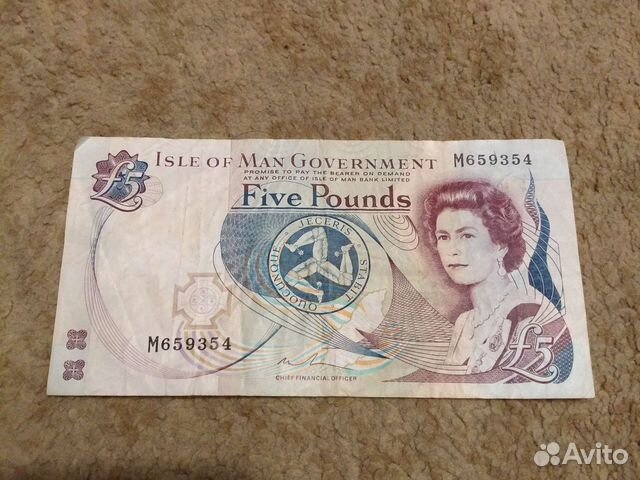 ISLE OF MAN GOVERNMENT M659354
PROMISE TO PAY THE BEARER ON DEMAND
AT ANY OFFICE OF ISLE OF MAN BANK LIMITED
£5
FIVE POUNDS
QUOCUNQUE JECERIS STABIT
M659354
£5
CHIEF FINANCIAL OFFICER
Avito